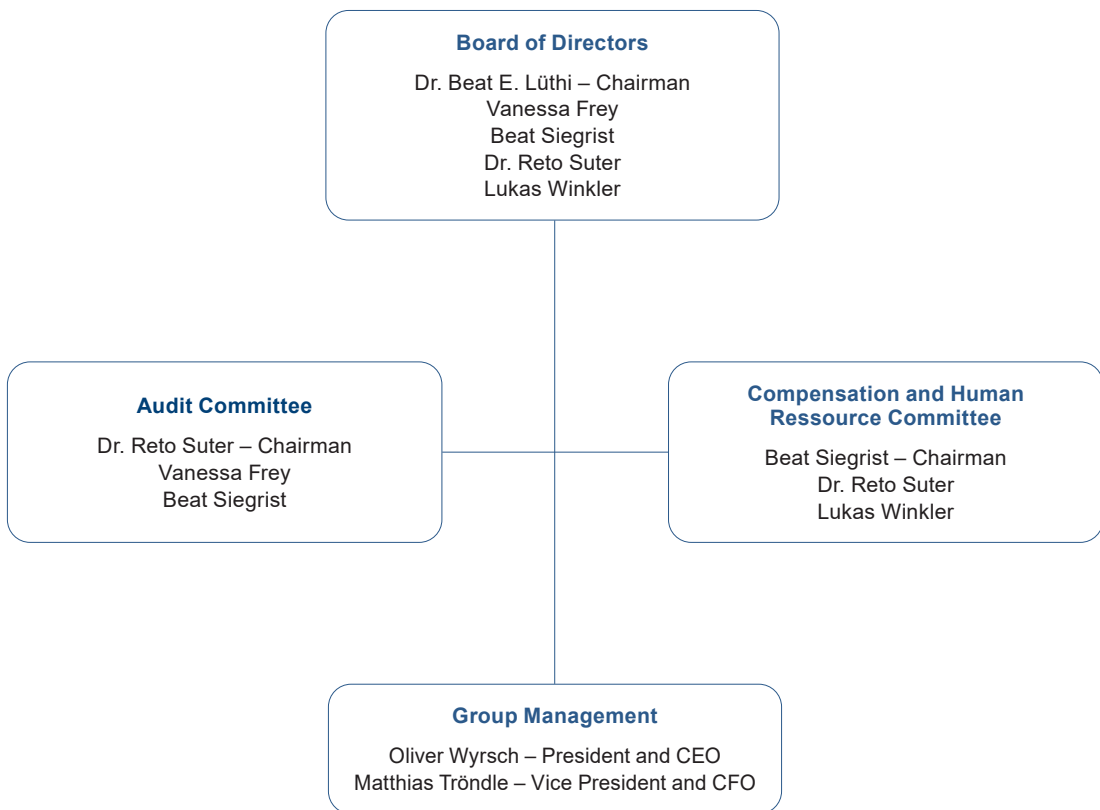 Board of Directors
Dr. Beat E. Lüthi – Chairman
Vanessa Frey
Beat Siegrist
Dr. Reto Suter
Lukas Winkler
Audit Committee
Dr. Reto Suter – Chairman
Vanessa Frey
Beat Siegrist
Compensation and Human
Ressource Committee
Beat Siegrist – Chairman
Dr. Reto Suter
Lukas Winkler
Group Management
Oliver Wyrsch – President and CEO
Matthias Tröndle – Vice President and CFO